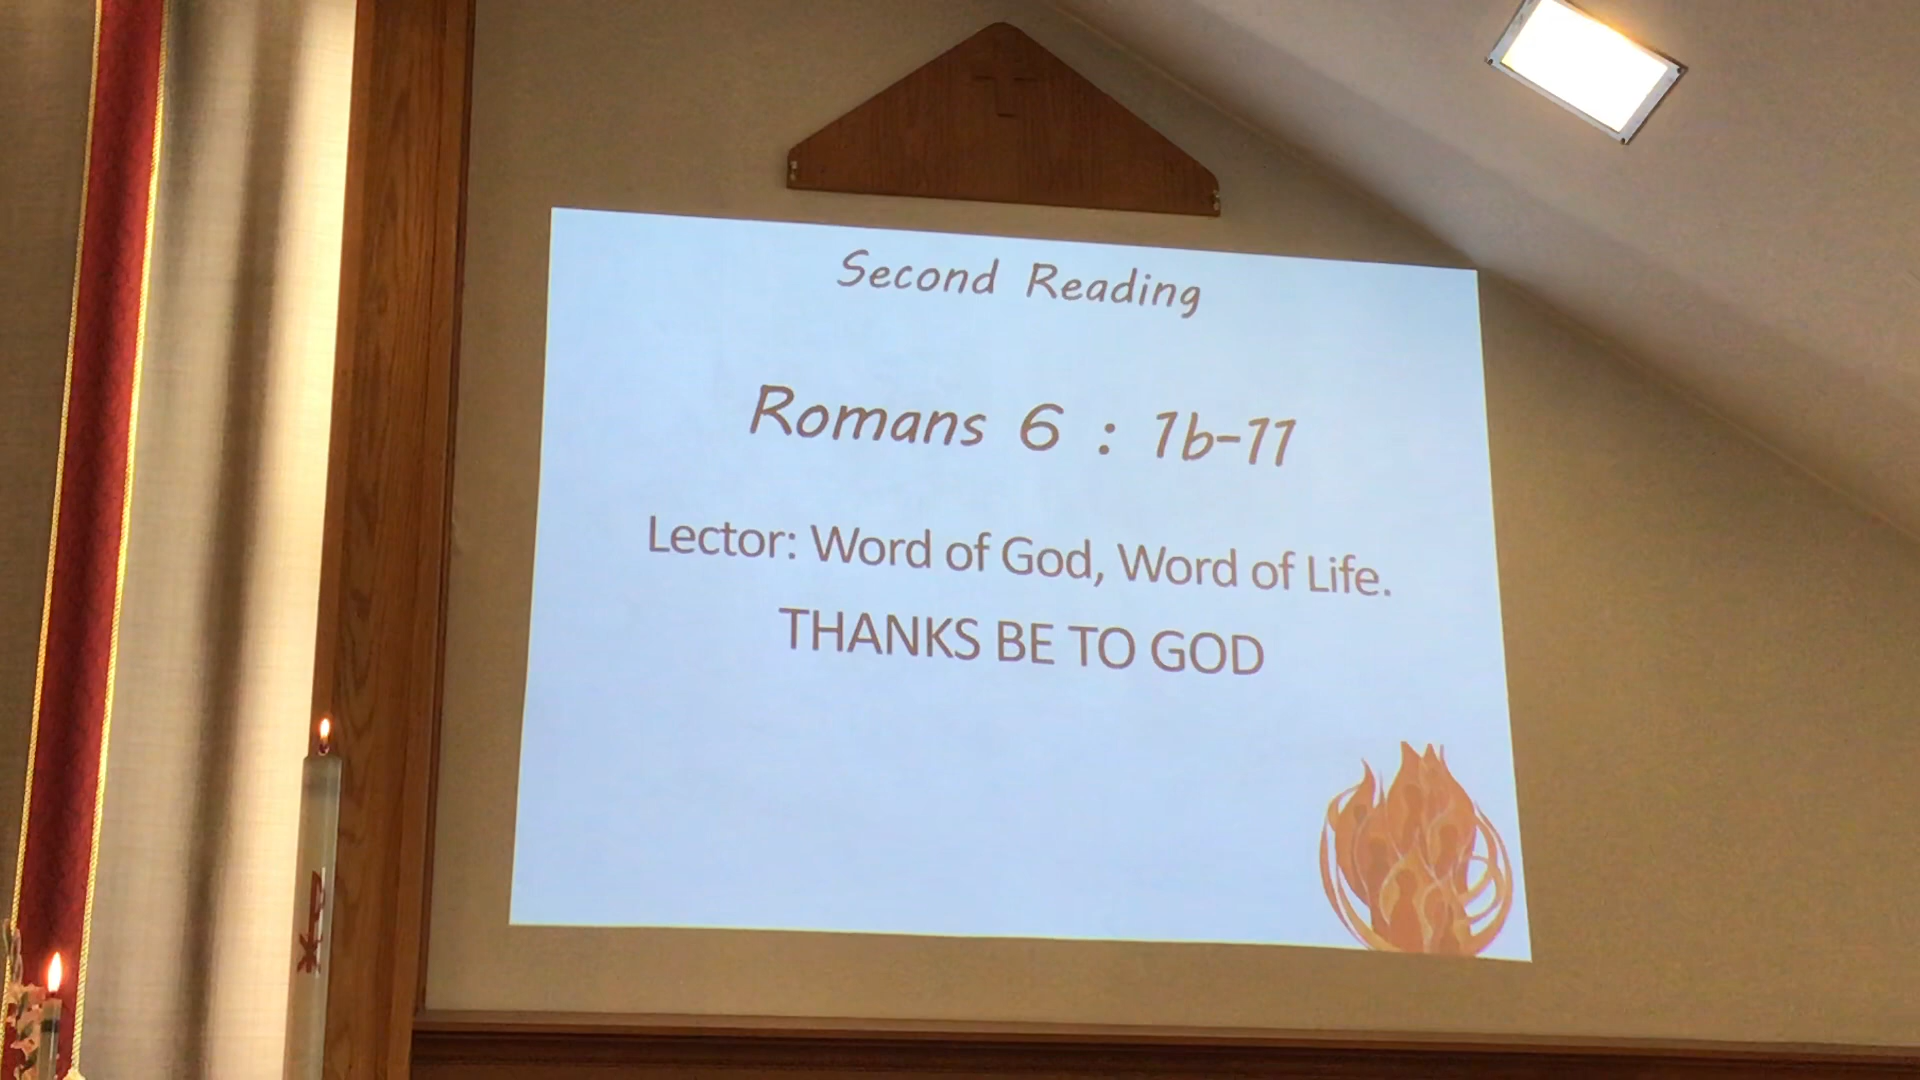 Second Reading
Romans 6 : 1b-11
Lector: Word of God, Word of Life.
THANKS BE TO GOD